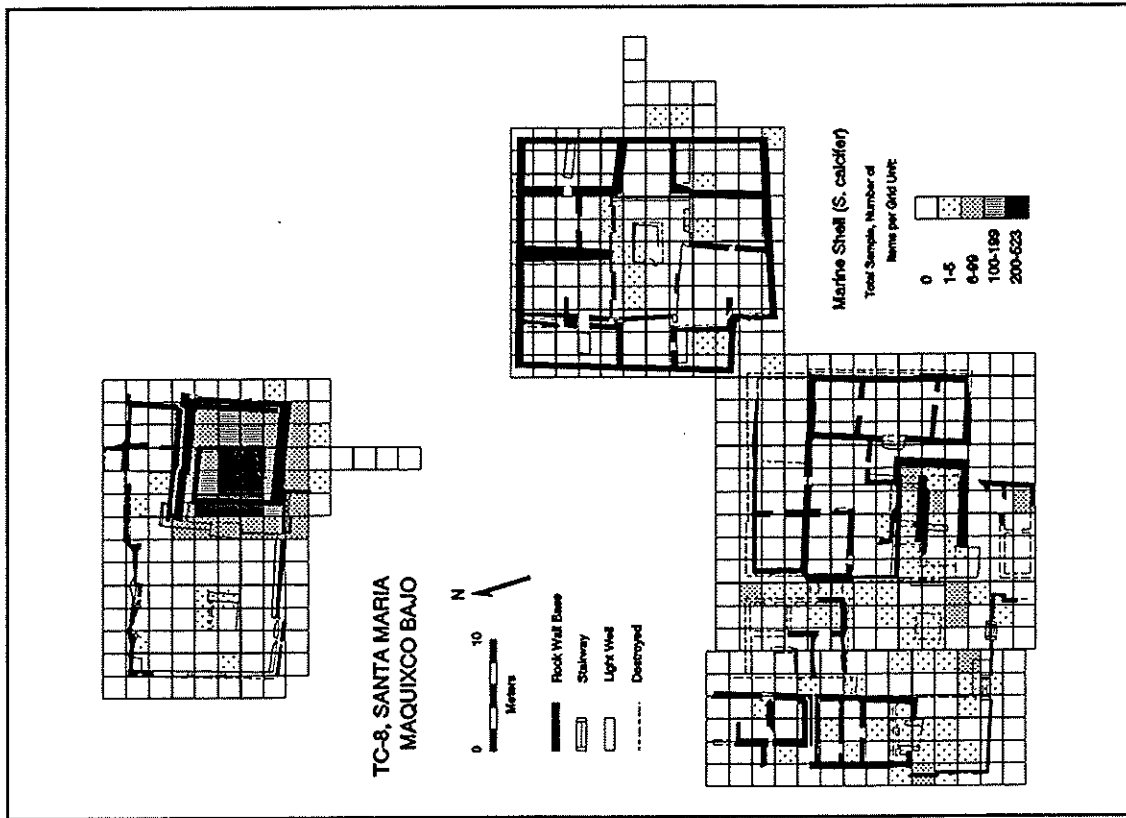 TC-8, SANTA MARIA
MAQUIXCO BAJO
N
0 10
Meters
Rock Wall Base
Stairway
Light Well
Destroyed
Marine Shell (S. calcifer)
Total Sample, Number of
Items per Grid Unit:
0
1-5
6-99
100-199
200-523